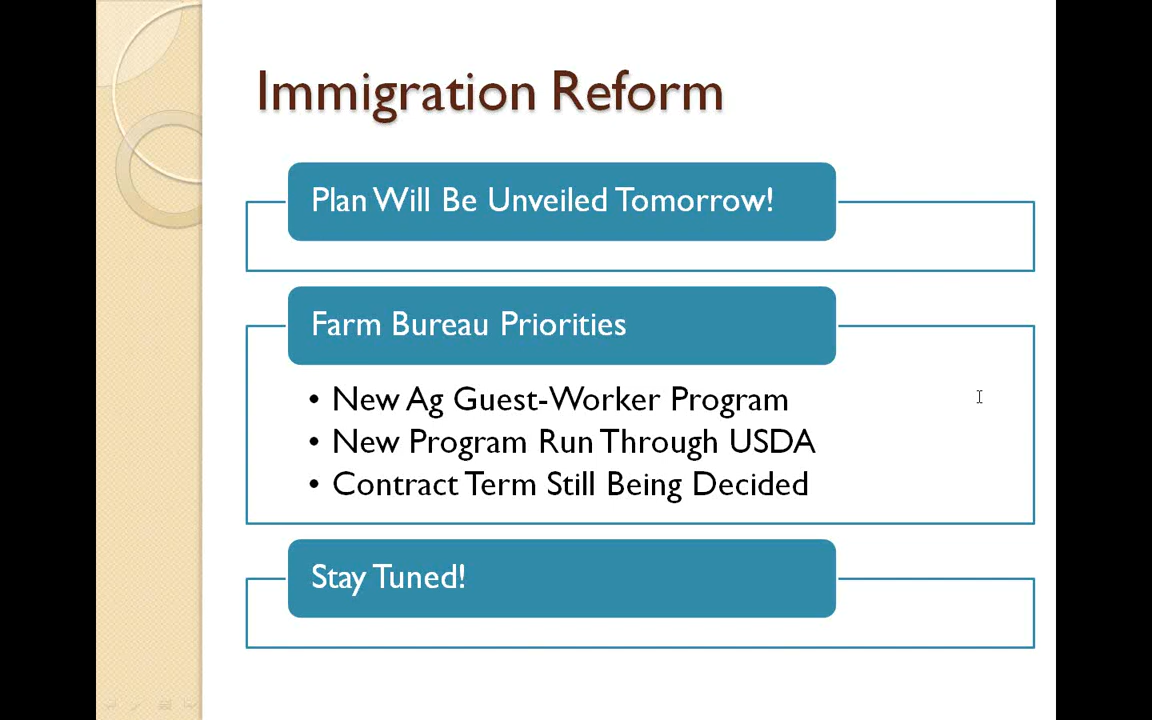 Immigration Reform
Plan Will Be Unveiled Tomorrow!
Farm Bureau Priorities
• New Ag Guest-Worker Program
• New Program Run Through USDA
• Contract Term Still Being Decided
Stay Tuned!